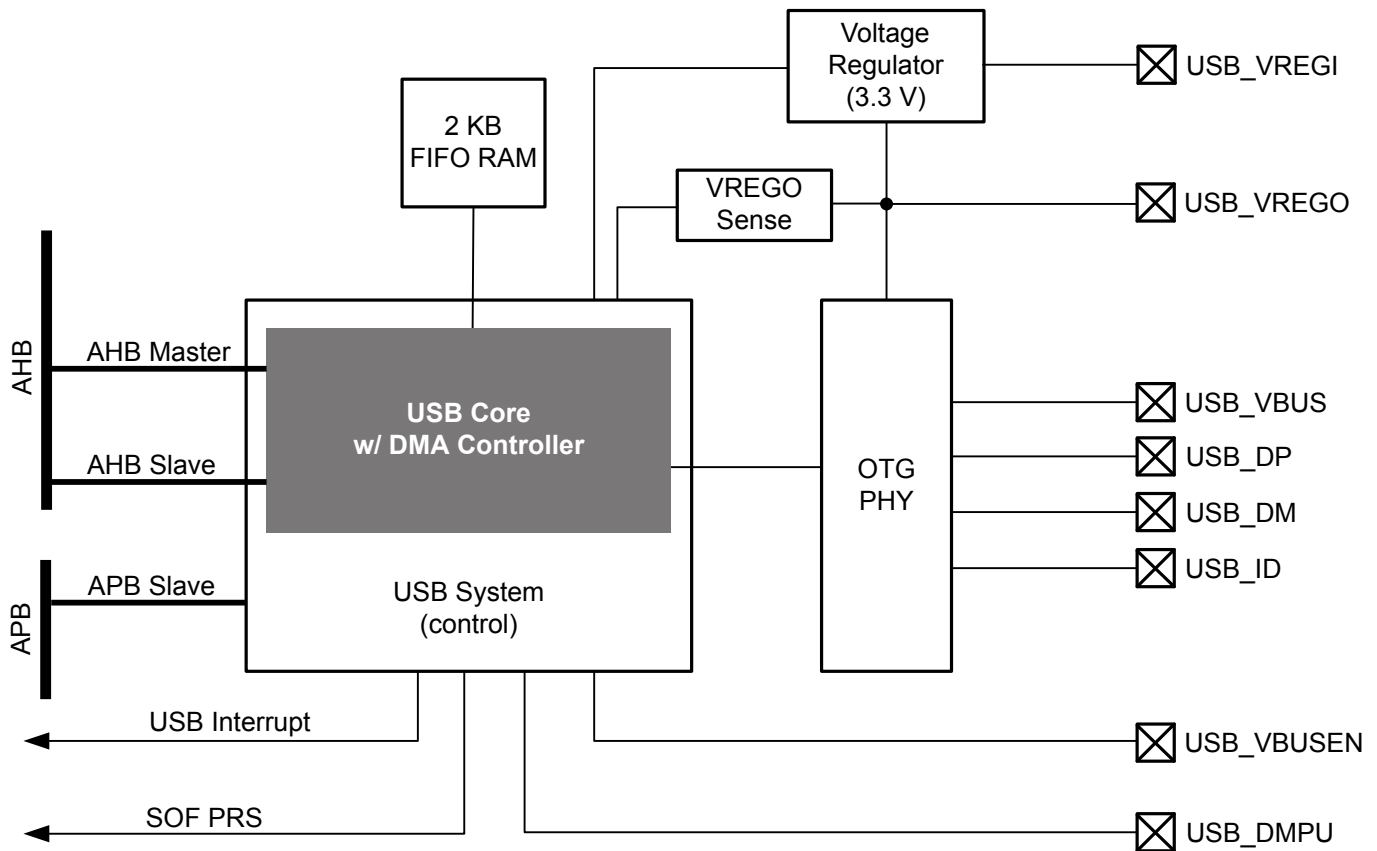 Voltage
Regulator
(3.3 V)
USB_VREGI
2 KB
FIFO RAM
VREGO
Sense
USB_VREGO
AHB
AHB Master
AHB Slave
USB Core
w/ DMA Controller
OTG
PHY
USB_VBUS
USB_DP
USB_DM
USB_ID
APB
APB Slave
USB System
(control)
USB Interrupt
USB_VBUSEN
SOF PRS
USB_DMPU